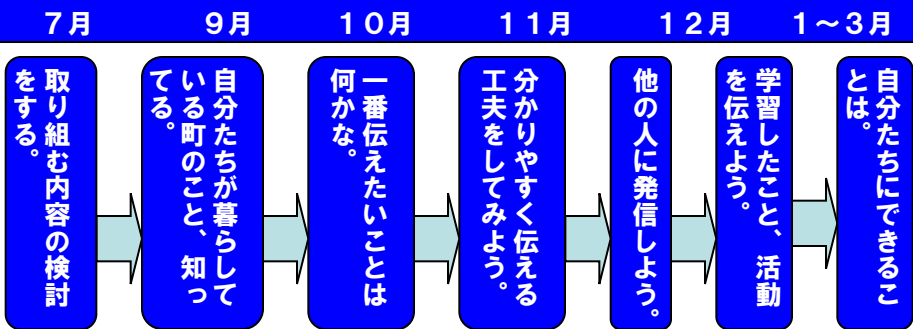 7月
9月
10月
11月
12月
1～3月
取り組む内容の検討
をする。
自分たちが暮らして
いる町のこと、知っ
てる。
一番伝えたいことは
何かな。
分かりやすく伝える
工夫をしてみよう。
他の人に発信しよう。
学習したこと、活動
を伝えよう。
自分たちにできるこ
とは。